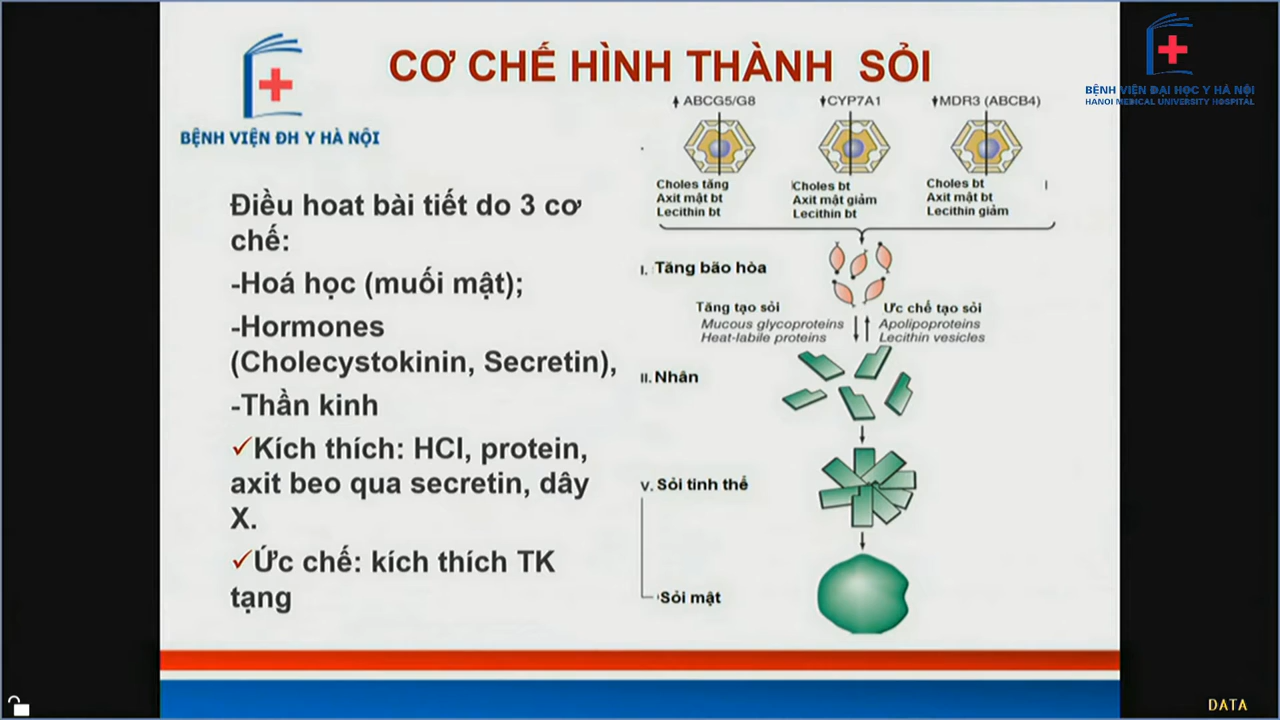 CƠ CHẾ HÌNH THÀNH SỎI
BỆNH VIỆN ĐH Y HÀ NỘI
BỆNH VIỆN ĐẠI HỌC Y HÀ NỘI
HANOI MEDICAL UNIVERSITY HOSPITAL
Điều hoat bài tiết do 3 cơ
chế:
-Hoá học (muối mật);
-Hormones
(Cholecystokinin, Secretin),
-Thần kinh
✓Kích thích: HCl, protein,
axit beo qua secretin, dây
X.
✓Ức chế: kích thích TK
tạng
ABCG5/G8
CYP7A1
MDR3 (ABCB4)
Choles tăng
Axit mật bt
Lecithin bt
Choles bt
Axit mật giảm
Lecithin bt
Choles bt
Axit mật bt
Lecithin giảm
I. Tăng bão hòa
Tăng tạo sỏi
Mucous glycoproteins
Heat-labile proteins
Ưc chế tạo sỏi
Apolipoproteins
Lecithin vesicles
II. Nhân
V. Sỏi tinh thể
Sỏi mật
DATA